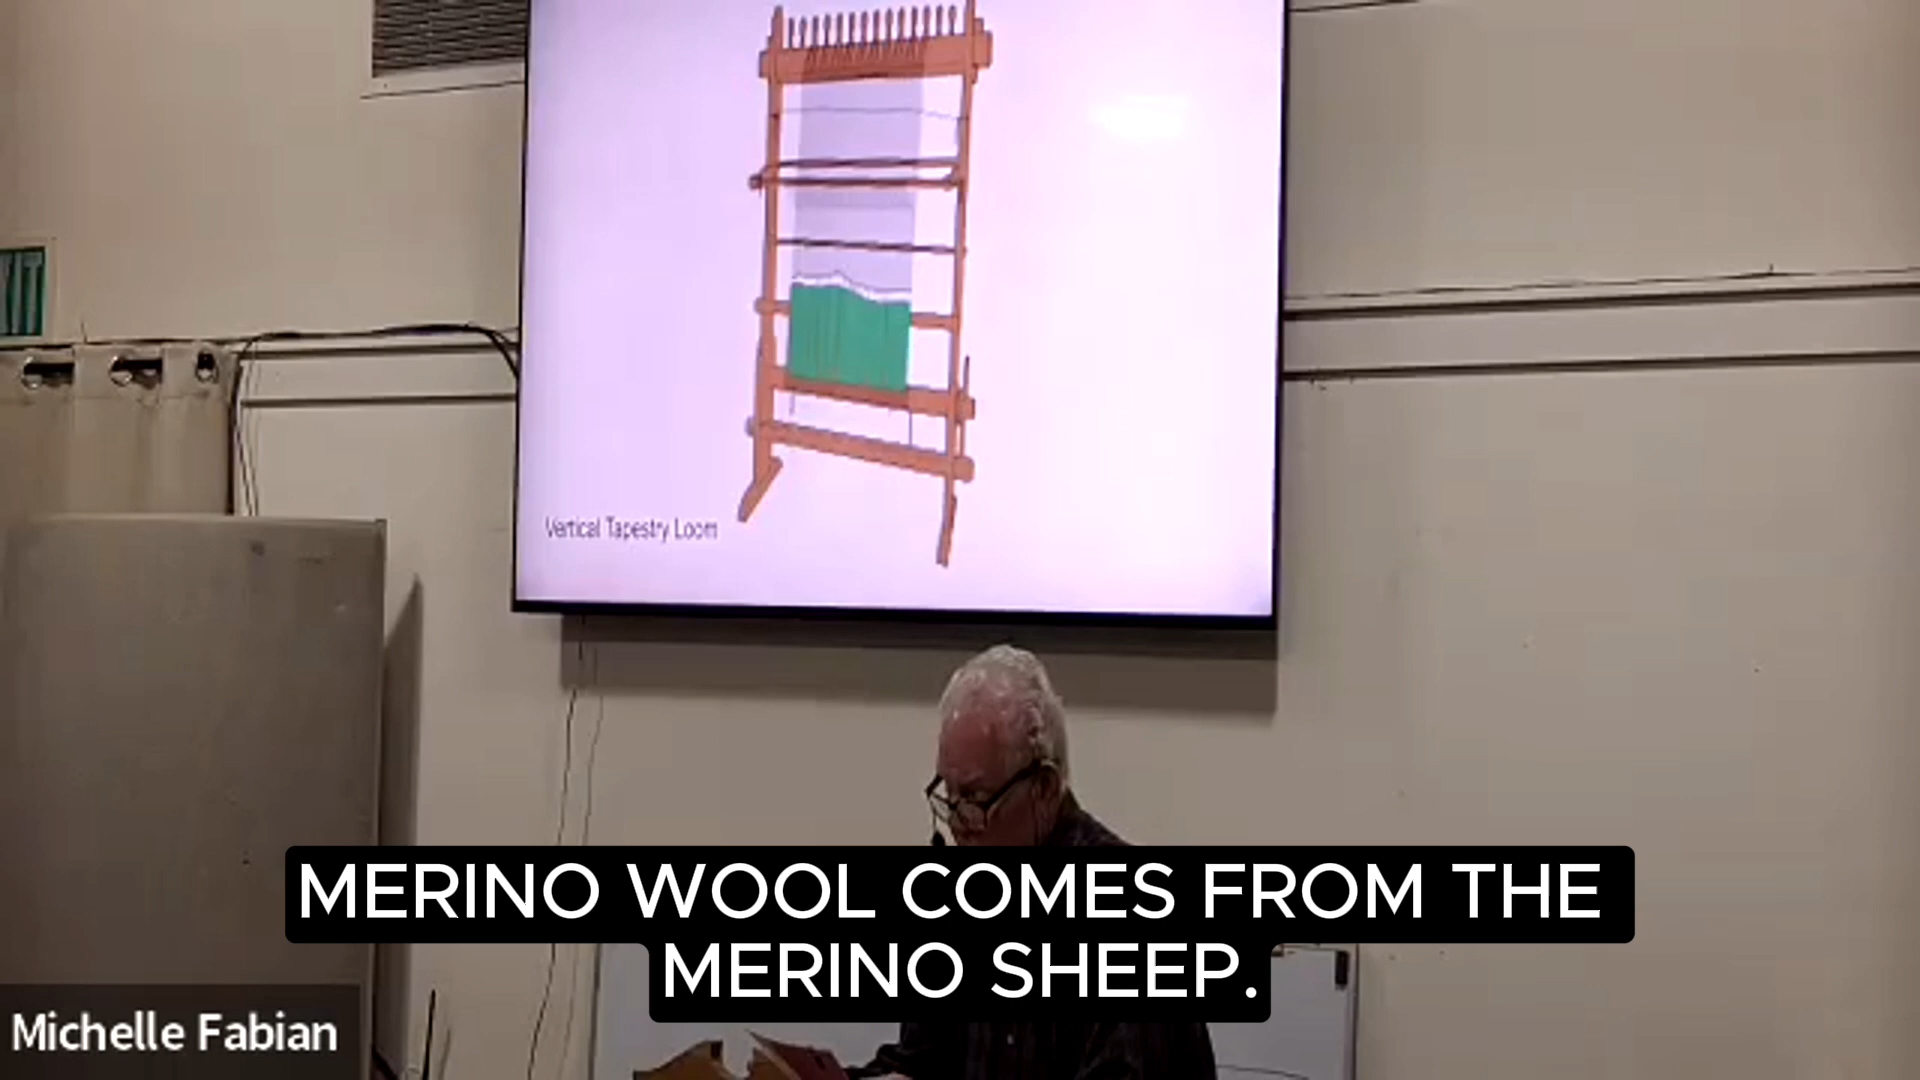 Vertical Tapestry Loom
MERINO WOOL COMES FROM THE
MERINO SHEEP.
Michelle Fabian